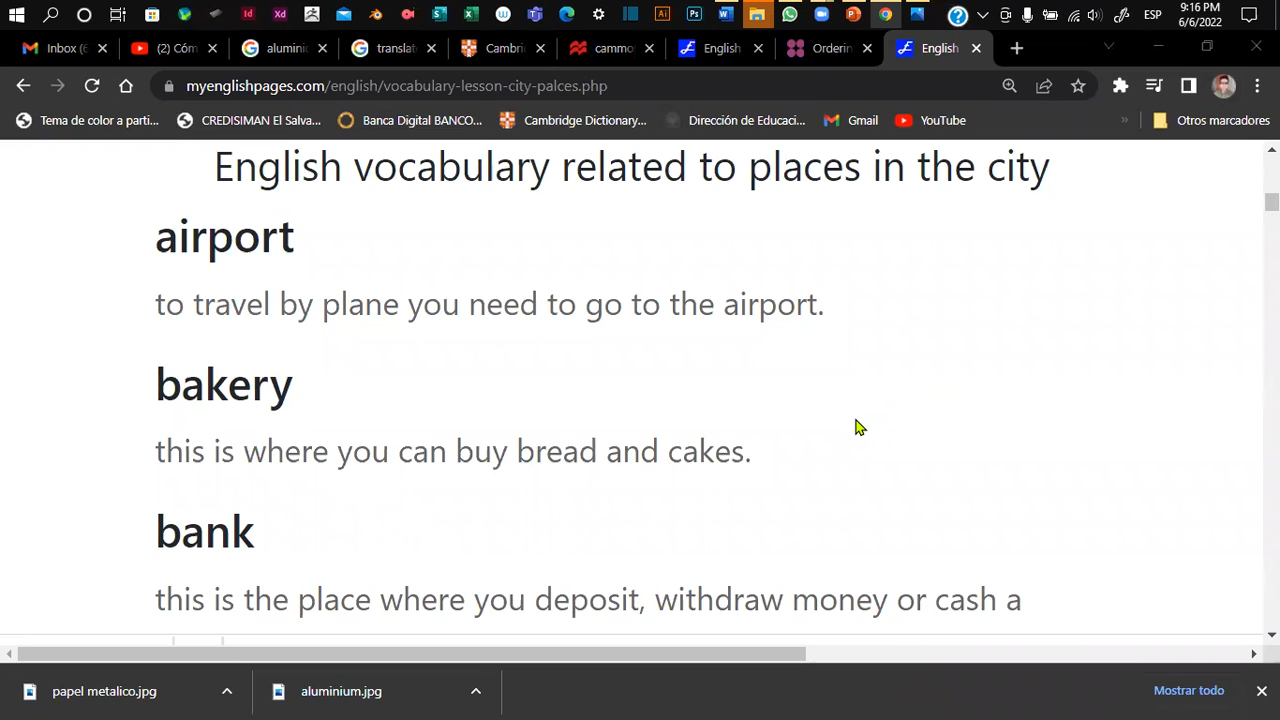 ESP
9:16 PM
6/6/2022
Inbox (6
(2) Cóm
alumini
translat
Cambri
cammo
English
Orderin
English
myenglishpages.com/english/vocabulary-lesson-city-palces.php
Tema de color a parti...
CREDISIMAN El Salva...
Banca Digital BANCO...
Cambridge Dictionary...
Dirección de Educaci...
Gmail
YouTube
»
Otros marcadores
English vocabulary related to places in the city
airport
to travel by plane you need to go to the airport.
bakery
this is where you can buy bread and cakes.
bank
this is the place where you deposit, withdraw money or cash a
papel metalico.jpg
aluminium.jpg
Mostrar todo